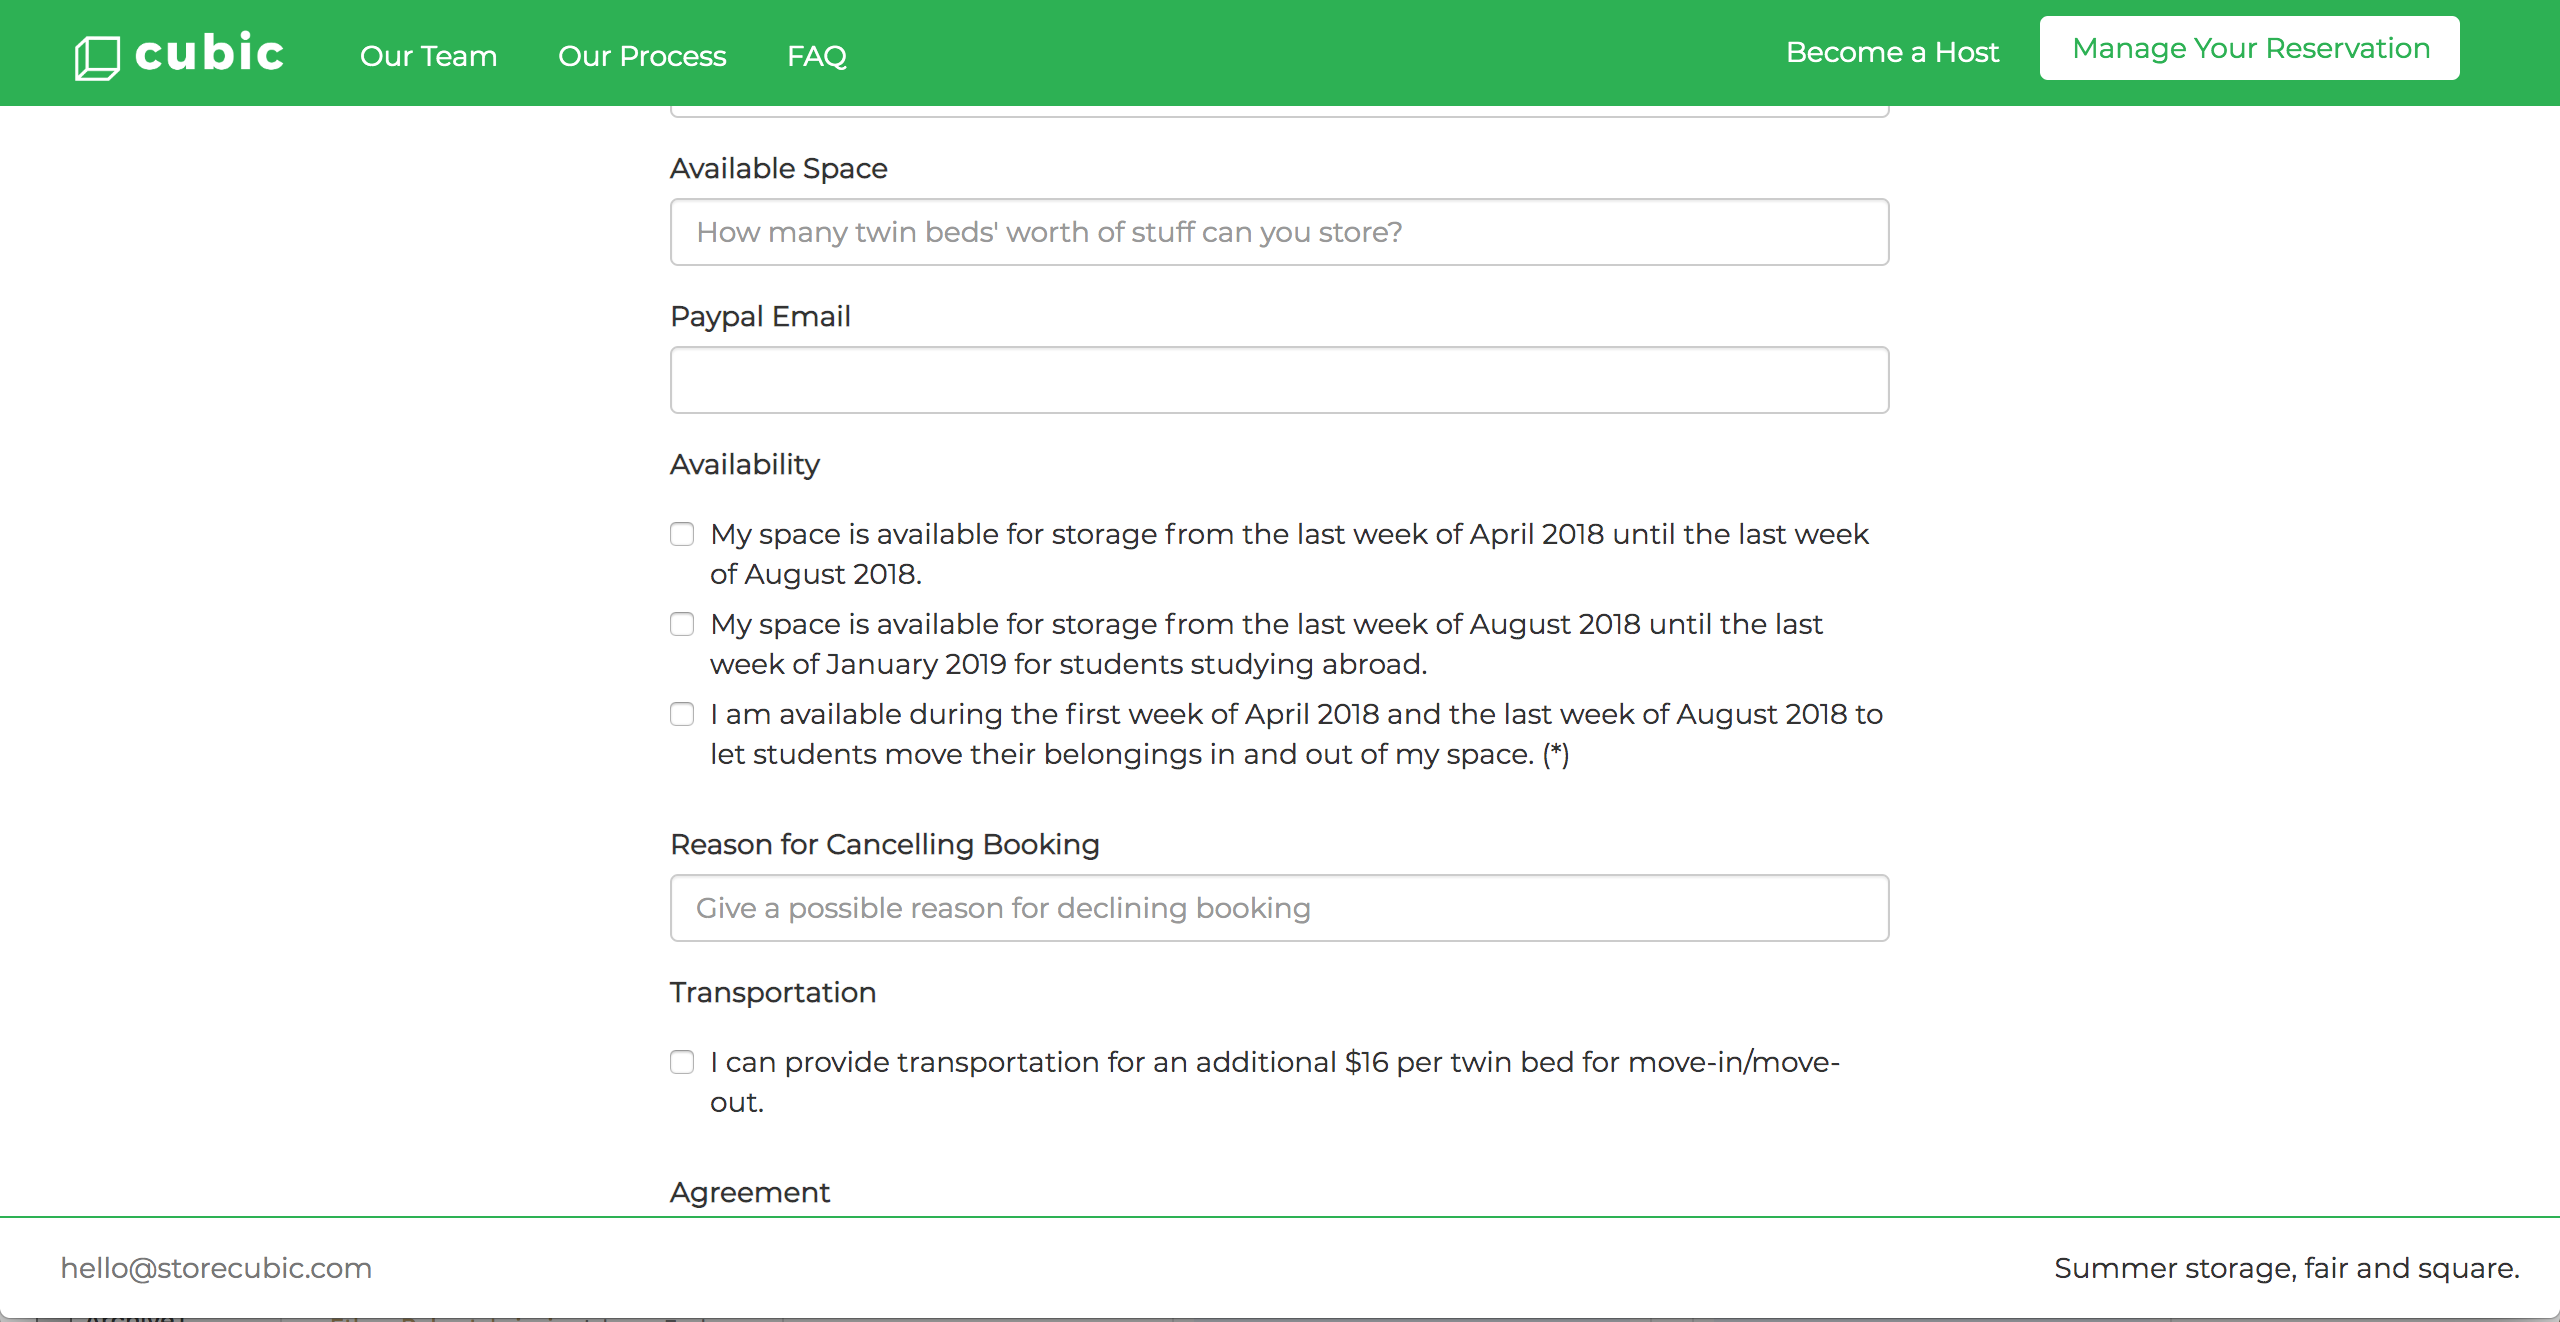 cubic
Our Team
Our Process
FAQ
Become a Host
Manage Your Reservation
Available Space
How many twin beds' worth of stuff can you store?
Paypal Email
Availability
My space is available for storage from the last week of April 2018 until the last week
of August 2018.
My space is available for storage from the last week of August 2018 until the last
week of January 2019 for students studying abroad.
I am available during the first week of April 2018 and the last week of August 2018 to
let students move their belongings in and out of my space. (*)
Reason for Cancelling Booking
Give a possible reason for declining booking
Transportation
I can provide transportation for an additional $16 per twin bed for move-in/move-
out.
Agreement
hello@storecubic.com
Summer storage, fair and square.